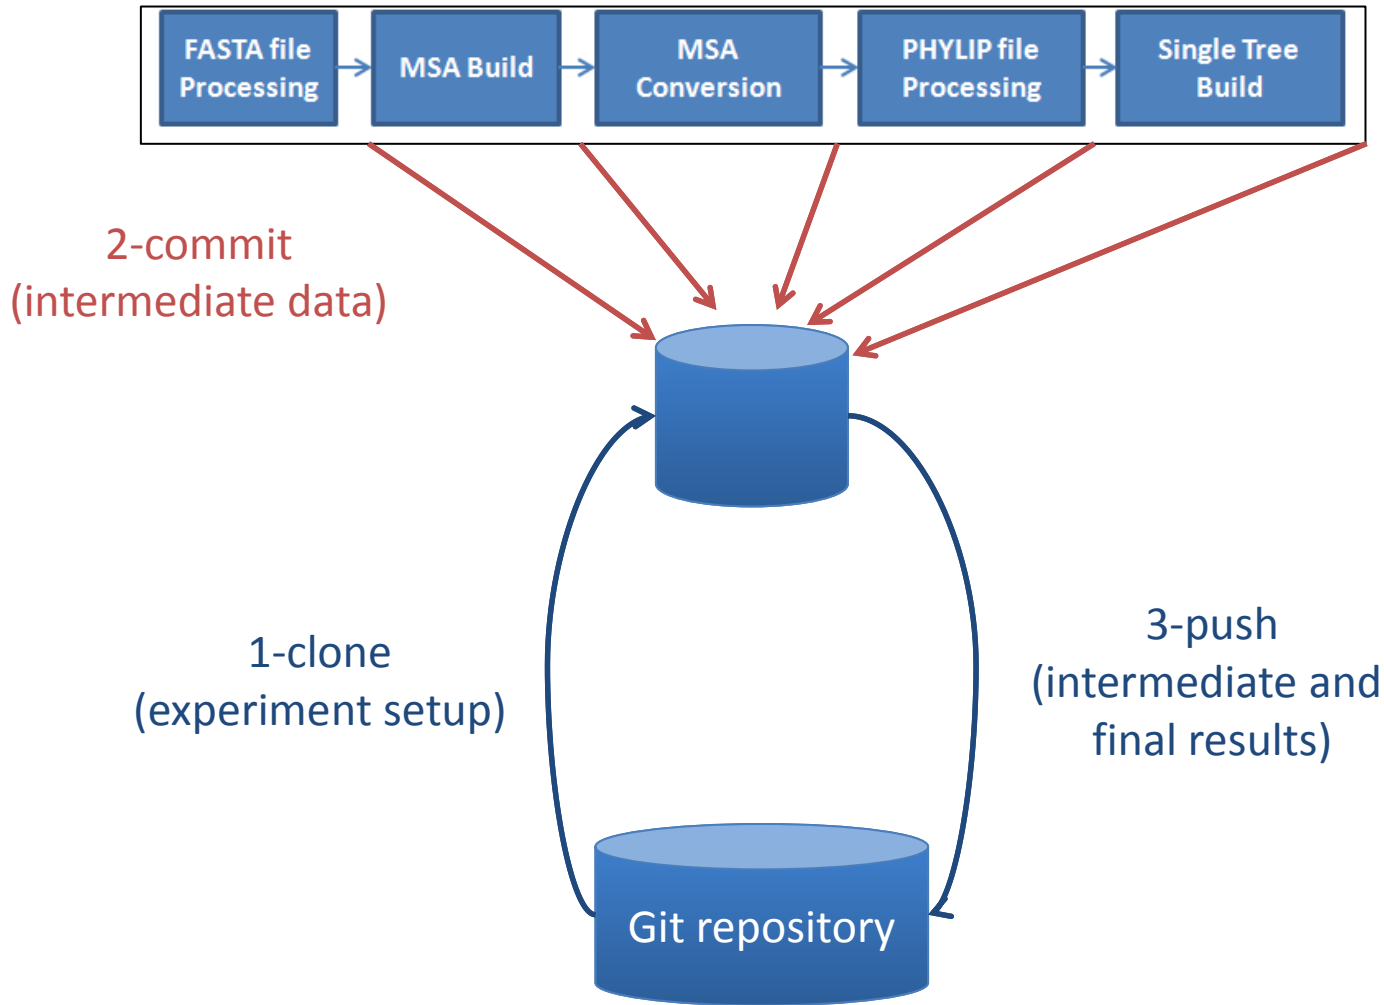 FASTA file
Processing
MSA Build
MSA
Conversion
PHYLIP file
Processing
Single Tree
Build
2-commit
(intermediate data)
1-clone
(experiment setup)
3-push
(intermediate and
final results)
Git repository